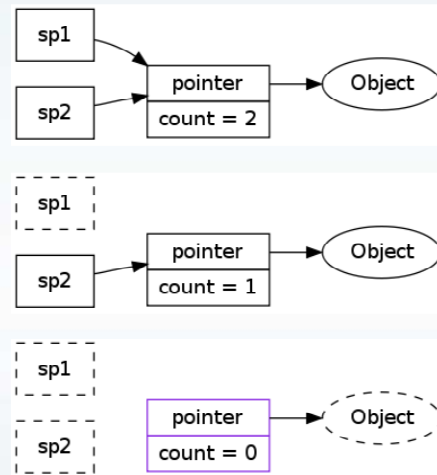 sp1
pointer
Object
sp2
count = 2
sp1
pointer
Object
sp2
count = 1
sp1
pointer
Object
sp2
count = 0